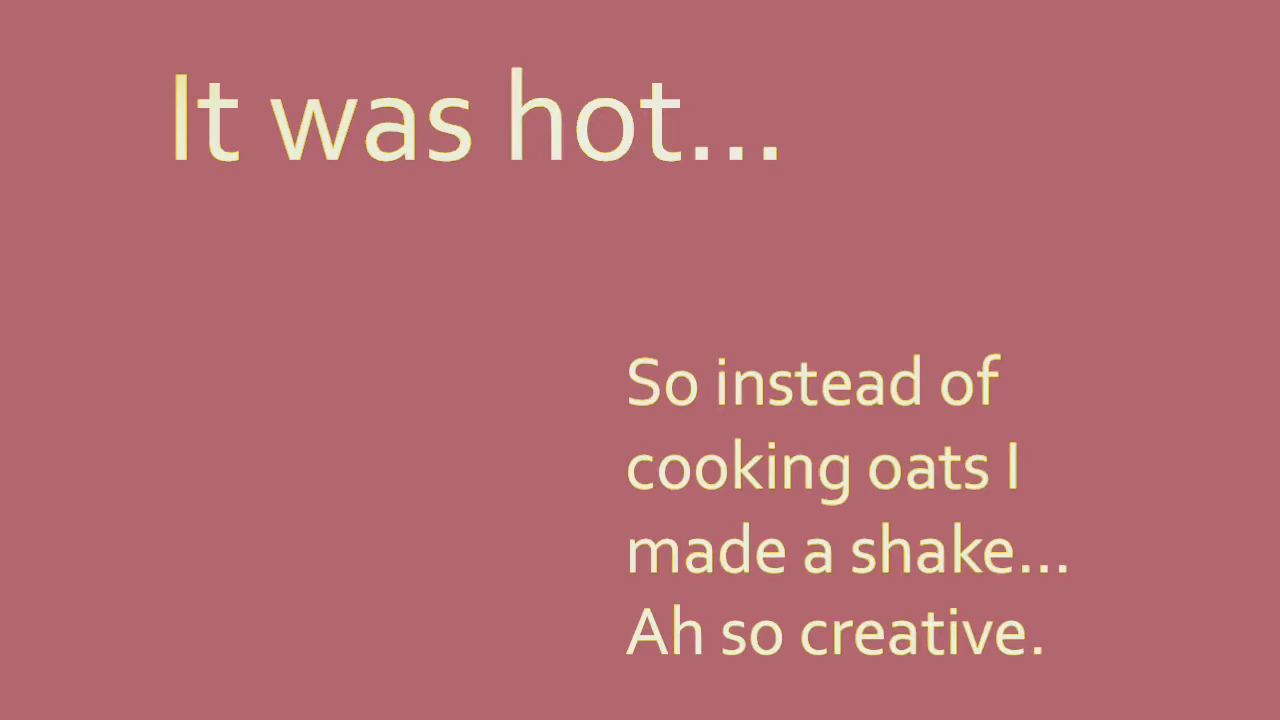 It was hot...
So instead of
cooking oats I
made a shake...
Ah so creative.